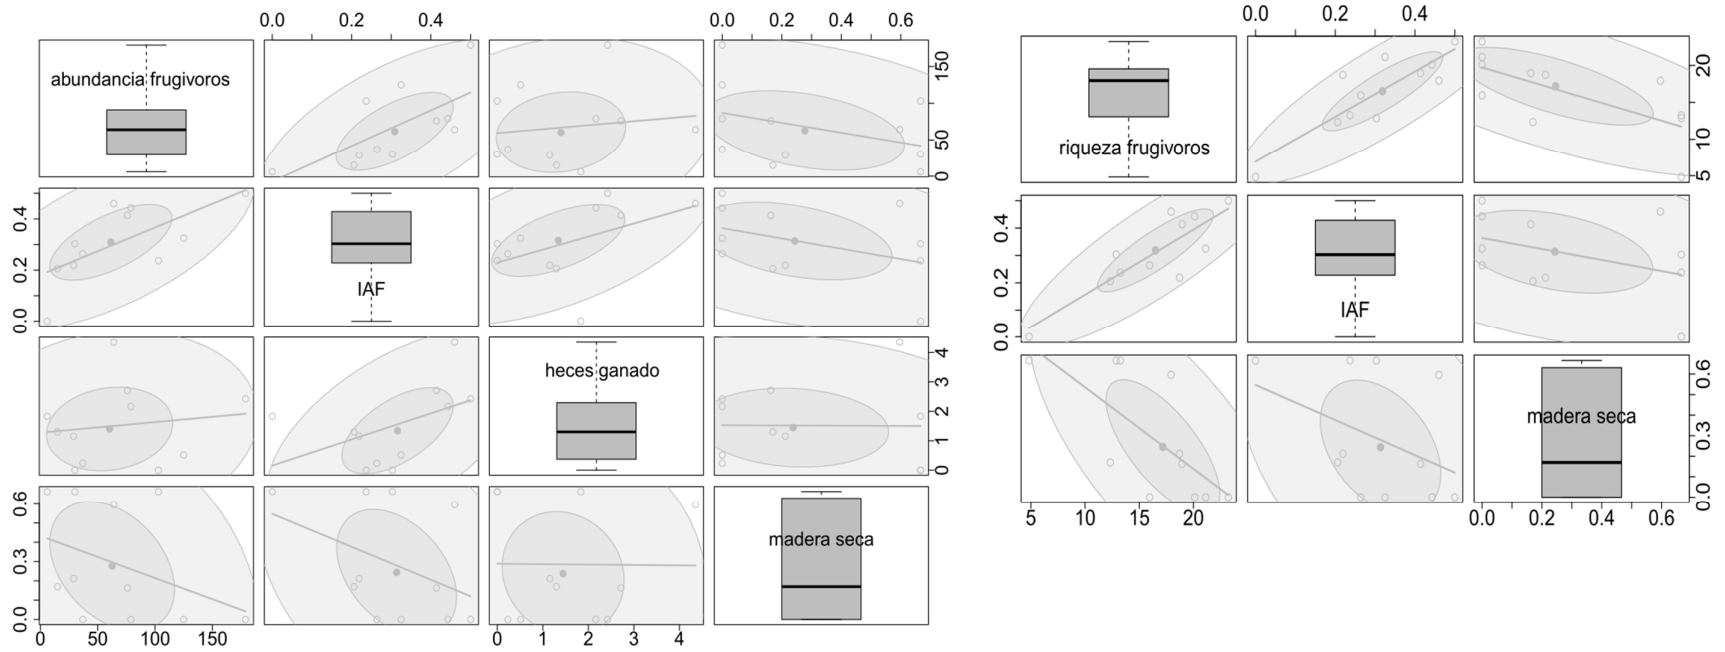 0.0 0.2 0.4 0.0 0.2 0.4 0.6
0.0 0.2 0.4
abundancia frugivoros
0 50 150
riqueza frugivoros
5 10 20
0.0 0.2 0.4
IAF
0.0 0.2 0.4
IAF
heces ganado
0 1 2 3 4
madera seca
0.0 0.3 0.6
5 10 15 20 0.0 0.2 0.4 0.6
0.0 0.3 0.6
madera seca
0 50 100 150 0 1 2 3 4